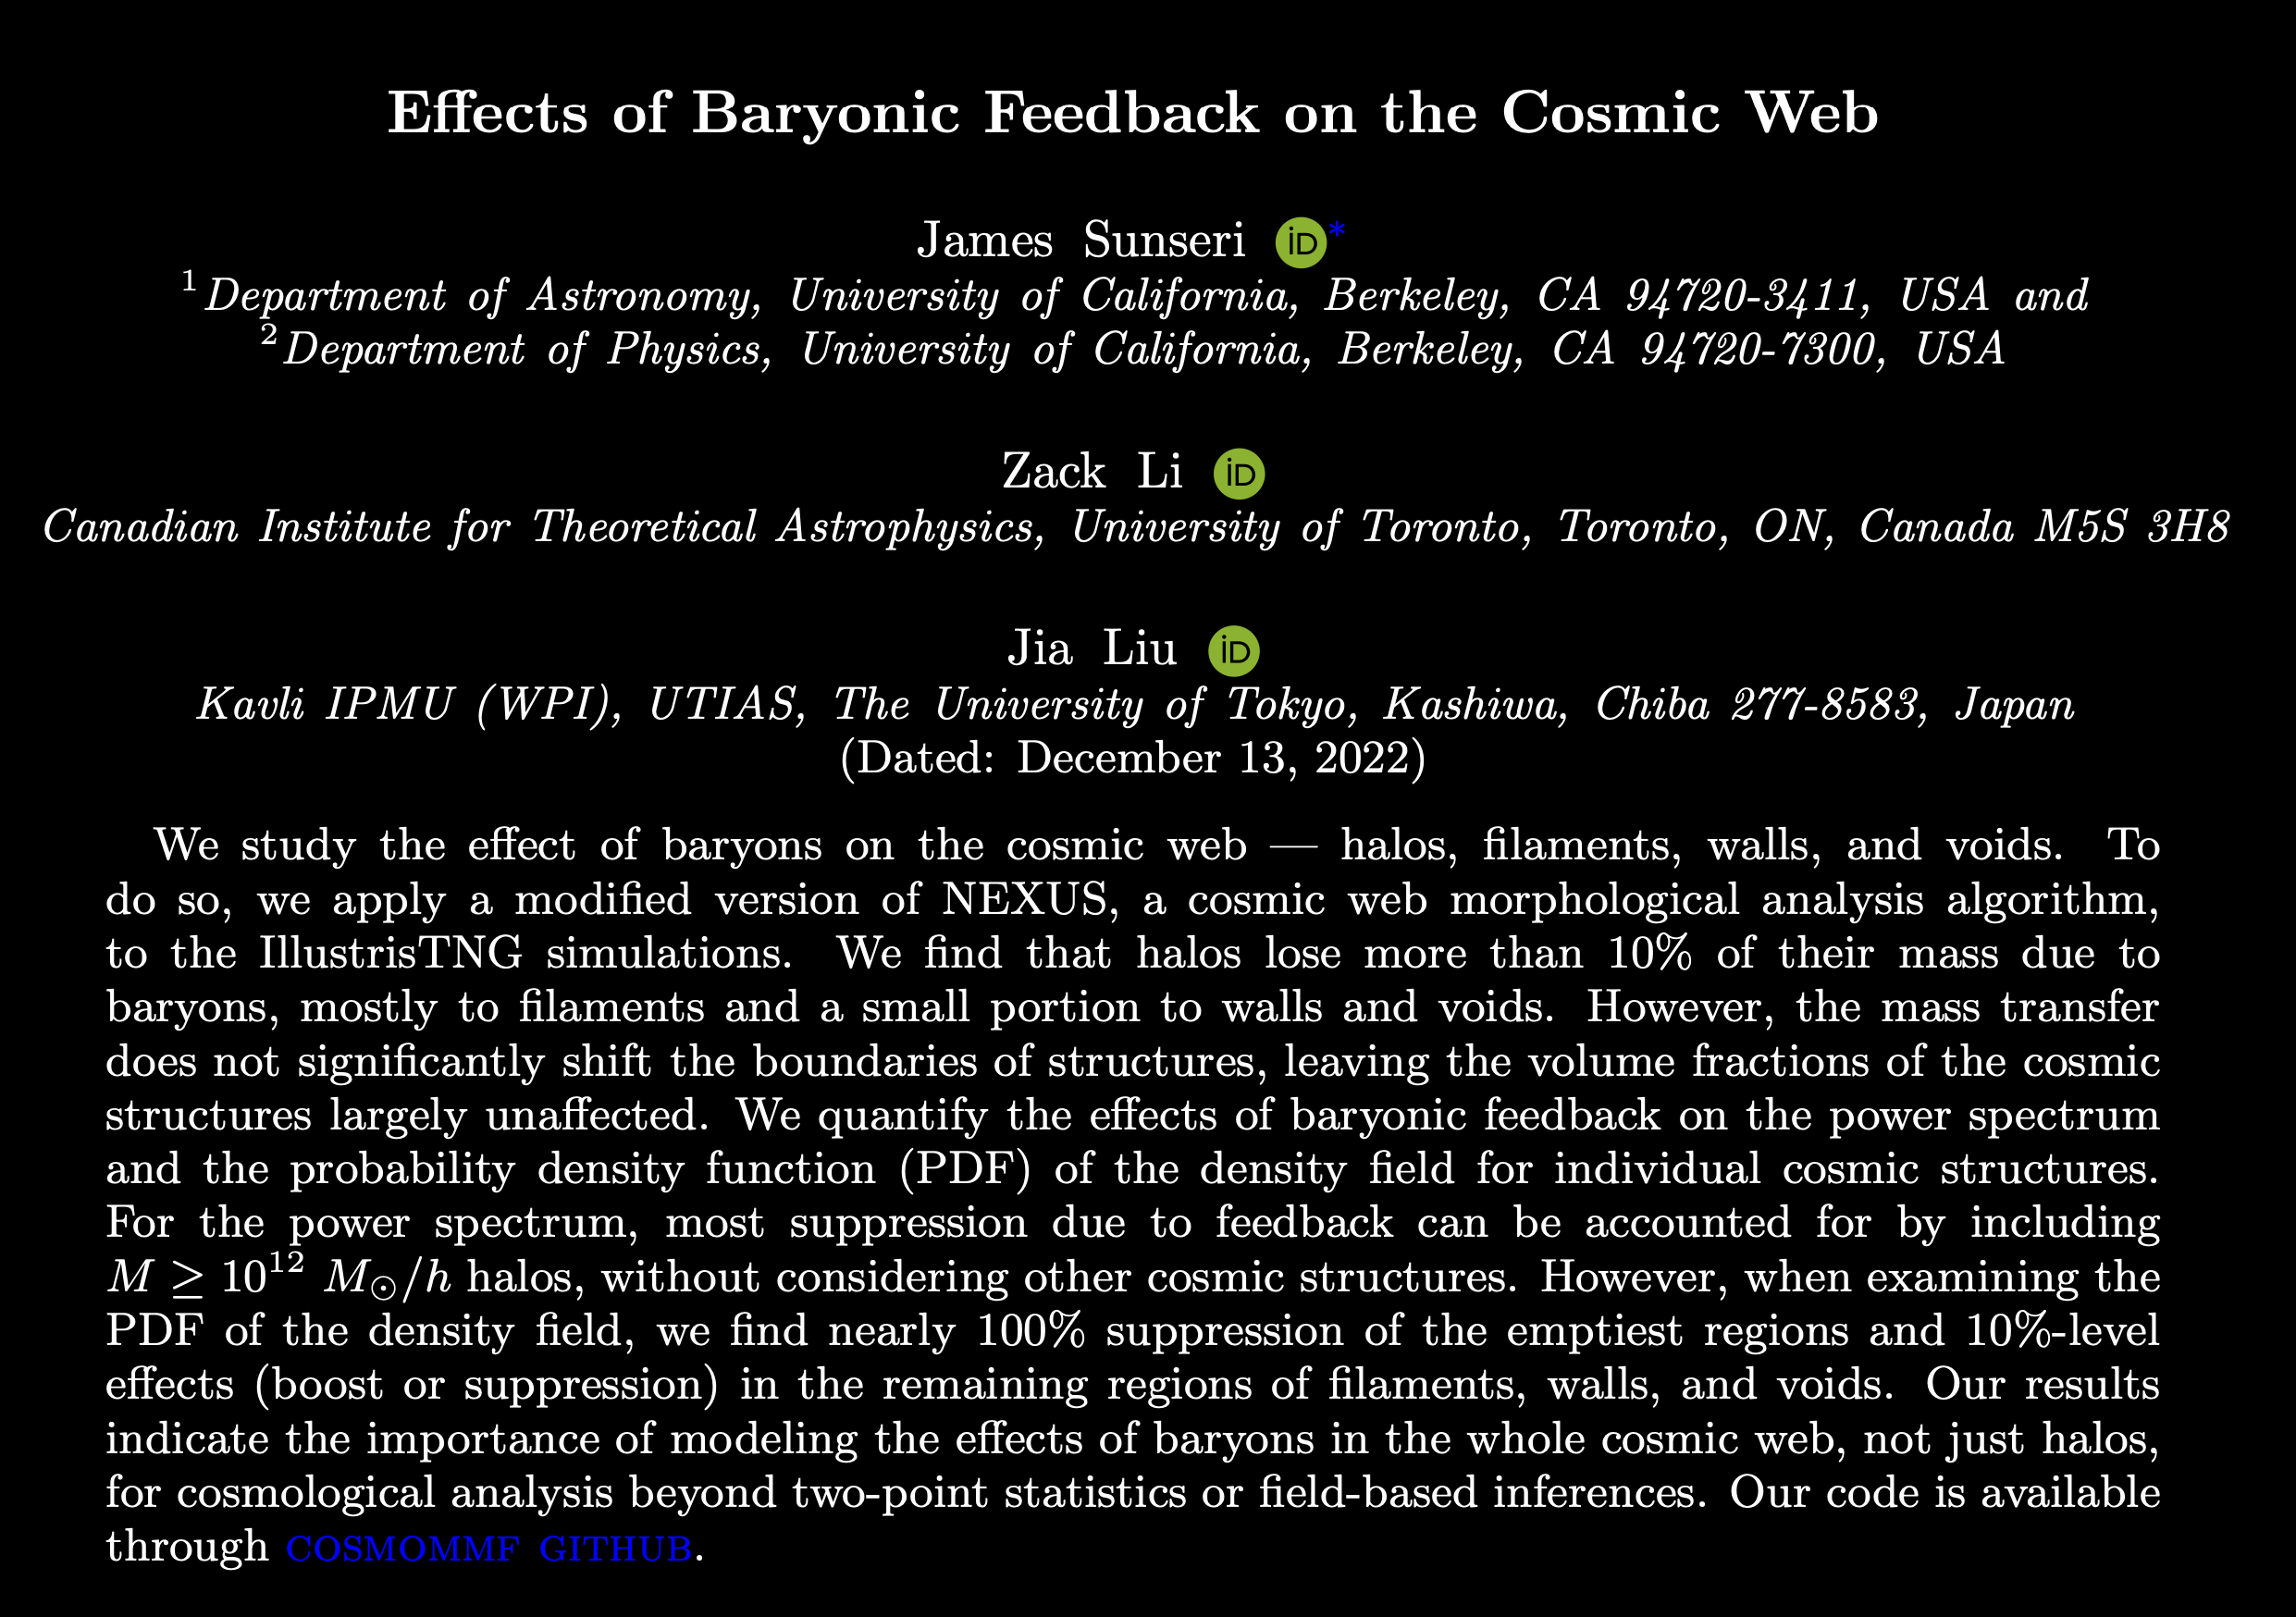 Effects of Baryonic Feedback on the Cosmic Web
James Sunseri iD*
¹Department of Astronomy, University of California, Berkeley, CA 94720-3411, USA and
²Department of Physics, University of California, Berkeley, CA 94720-7300, USA
Zack Li iD
Canadian Institute for Theoretical Astrophysics, University of Toronto, Toronto, ON, Canada M5S 3H8
Jia Liu iD
Kavli IPMU (WPI), UTIAS, The University of Tokyo, Kashiwa, Chiba 277-8583, Japan
(Dated: December 13, 2022)
We study the effect of baryons on the cosmic web — halos, filaments, walls, and voids. To
do so, we apply a modified version of NEXUS, a cosmic web morphological analysis algorithm,
to the IllustrisTNG simulations. We find that halos lose more than 10% of their mass due to
baryons, mostly to filaments and a small portion to walls and voids. However, the mass transfer
does not significantly shift the boundaries of structures, leaving the volume fractions of the cosmic
structures largely unaffected. We quantify the effects of baryonic feedback on the power spectrum
and the probability density function (PDF) of the density field for individual cosmic structures.
For the power spectrum, most suppression due to feedback can be accounted for by including
M ≥ 10¹² M⊙/h halos, without considering other cosmic structures. However, when examining the
PDF of the density field, we find nearly 100% suppression of the emptiest regions and 10%-level
effects (boost or suppression) in the remaining regions of filaments, walls, and voids. Our results
indicate the importance of modeling the effects of baryons in the whole cosmic web, not just halos,
for cosmological analysis beyond two-point statistics or field-based inferences. Our code is available
through COSMOMMF GITHUB.